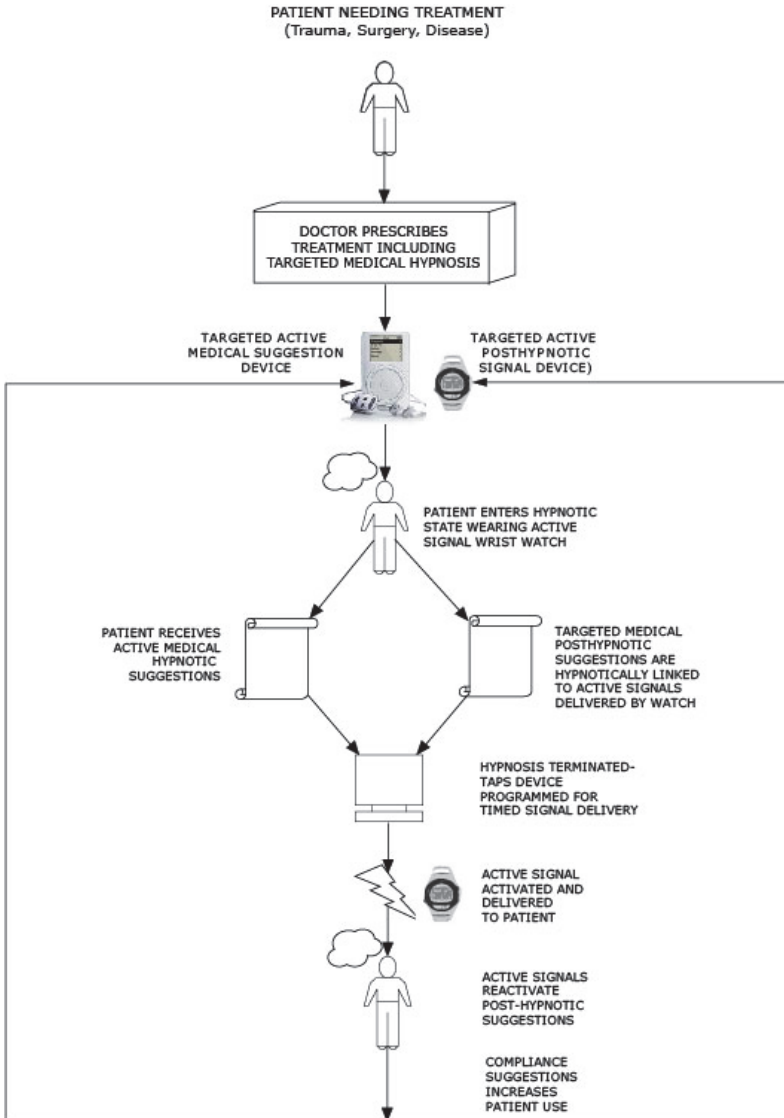 PATIENT NEEDING TREATMENT
(Trauma, Surgery, Disease)
DOCTOR PRESCRIBES
TREATMENT INCLUDING
TARGETED MEDICAL HYPNOSIS
TARGETED ACTIVE
MEDICAL SUGGESTION
DEVICE
TARGETED ACTIVE
POSTHYPNOTIC
SIGNAL DEVICE)
PATIENT ENTERS HYPNOTIC
STATE WEARING ACTIVE
SIGNAL WRIST WATCH
PATIENT RECEIVES
ACTIVE MEDICAL
HYPNOTIC
SUGGESTIONS
TARGETED MEDICAL
POSTHYPNOTIC
SUGGESTIONS ARE
HYPNOTICALLY LINKED
TO ACTIVE SIGNALS
DELIVERED BY WATCH
HYPNOSIS TERMINATED-
TAPS DEVICE
PROGRAMMED FOR
TIMED SIGNAL DELIVERY
ACTIVE SIGNAL
ACTIVATED AND
DELIVERED
TO PATIENT
ACTIVE SIGNALS
REACTIVATE
POST-HYPNOTIC
SUGGESTIONS
COMPLIANCE
SUGGESTIONS
INCREASES
PATIENT USE